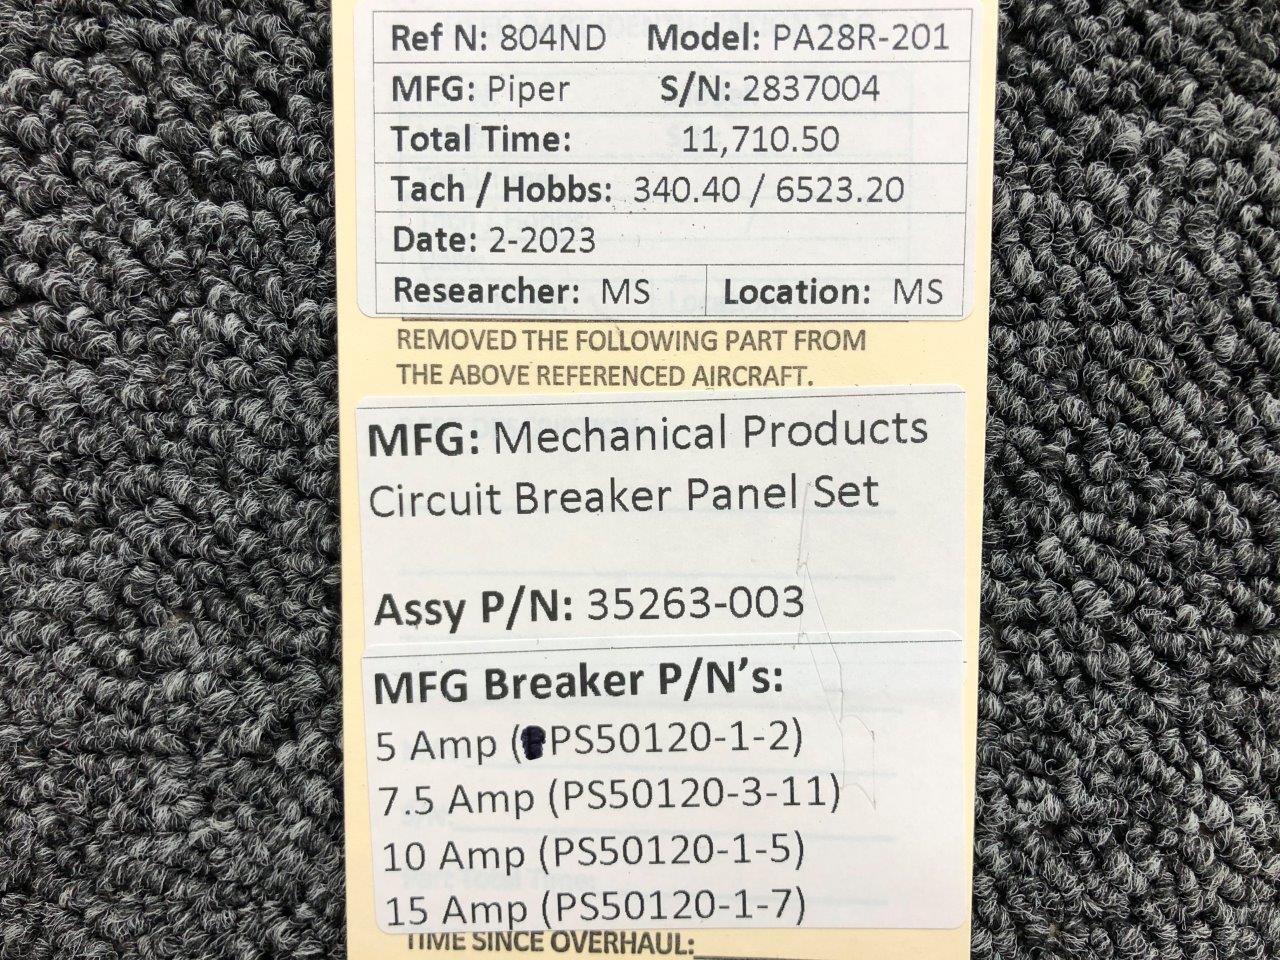 Ref N: 804ND Model: PA28R-201
MFG: Piper S/N: 2837004
Total Time: 11,710.50
Tach / Hobbs: 340.40 / 6523.20
Date: 2-2023
Researcher: MS Location: MS
REMOVED THE FOLLOWING PART FROM
THE ABOVE REFERENCED AIRCRAFT.
MFG: Mechanical Products
Circuit Breaker Panel Set
Assy P/N: 35263-003
MFG Breaker P/N's:
5 Amp (PS50120-1-2)
7.5 Amp (PS50120-3-11)
10 Amp (PS50120-1-5)
15 Amp (PS50120-1-7)
TIME SINCE OVERHAUL: